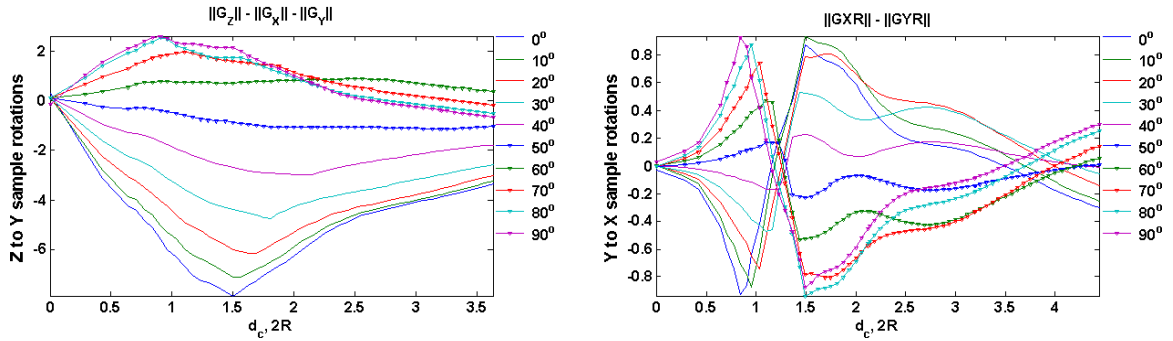 ||G_Z|| - ||G_X|| - ||G_Y||
Z to Y sample rotations
2
0
-2
-4
-6
0
0.5
1
1.5
2
2.5
3
3.5
d_c, 2R
0^o
10^o
20^o
30^o
40^o
50^o
60^o
70^o
80^o
90^o
||GXR|| - ||GYR||
Y to X sample rotations
0.8
0.6
0.4
0.2
0
-0.2
-0.4
-0.6
-0.8
0
0.5
1
1.5
2
2.5
3
3.5
4
d_c, 2R
0^o
10^o
20^o
30^o
40^o
50^o
60^o
70^o
80^o
90^o